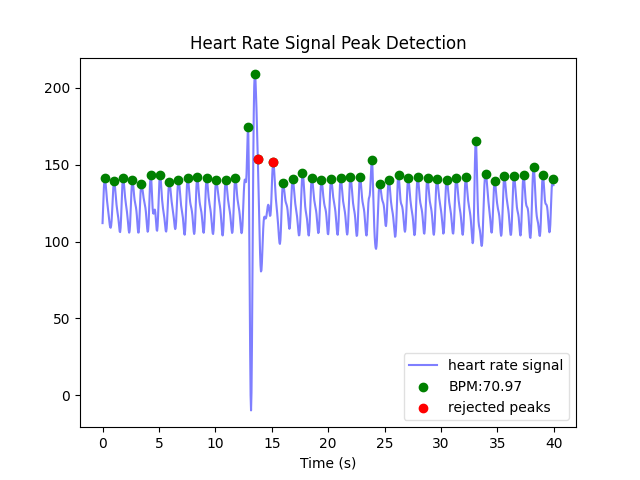 Heart Rate Signal Peak Detection
200
150
100
50
0
heart rate signal
BPM:70.97
rejected peaks
0 5 10 15 20 25 30 35 40
Time (s)